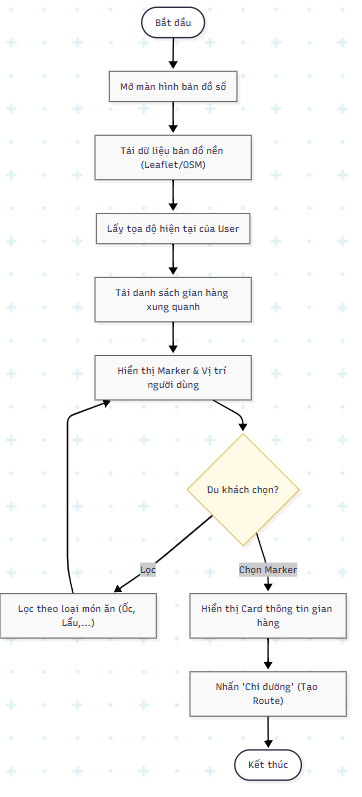 Bắt đầu
Mở màn hình bản đồ số
Tải dữ liệu bản đồ nền
(Leaflet/OSM)
Lấy tọa độ hiện tại của User
Tải danh sách gian hàng
xung quanh
Hiển thị Marker & Vị trí
người dùng
Du khách chọn?
Lọc
Chọn Marker
Lọc theo loại món ăn (Ốc,
Lẩu,...)
Hiển thị Card thông tin gian
hàng
Nhấn 'Chỉ đường' (Tạo
Route)
Kết thúc